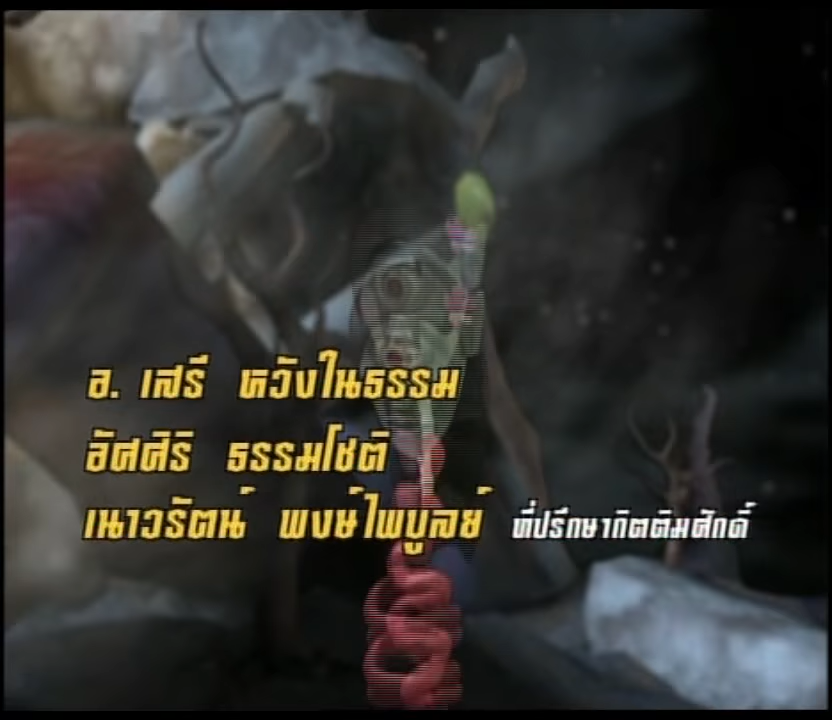 อ. เสรี หวังในธรรม
อัศศิริ ธรรมโชติ
เนาวรัตน์ พงษ์ไพบูลย์ ที่ปรึกษากิตติมศักดิ์